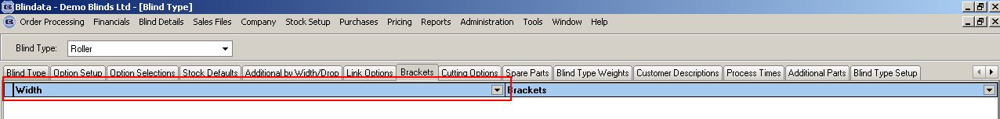 Blindata - Demo Blinds Ltd - [Blind Type]
Order Processing Financials Blind Details Sales Files Company Stock Setup Purchases Pricing Reports Administration Tools Window Help
Blind Type: Roller
Blind Type Option Setup Option Selections Stock Defaults Additional by Width/Drop Link Options Brackets Cutting Options Spare Parts Blind Type Weights Customer Descriptions Process Times Additional Parts Blind Type Setup
Width Brackets